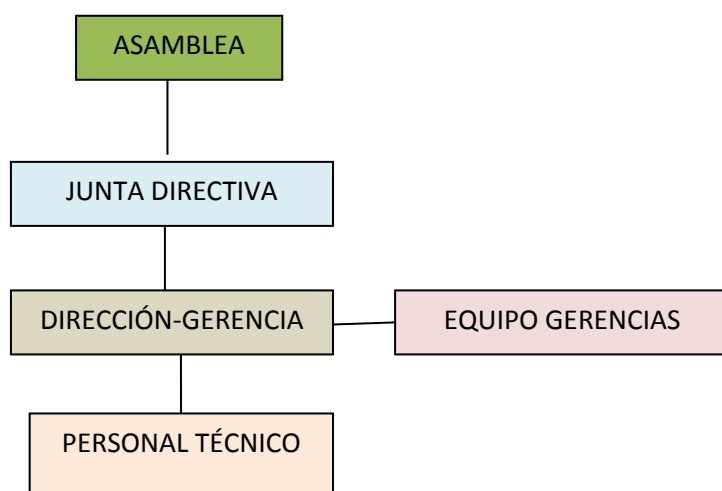 ASAMBLEA
JUNTA DIRECTIVA
DIRECCIÓN-GERENCIA
EQUIPO GERENCIAS
PERSONAL TÉCNICO